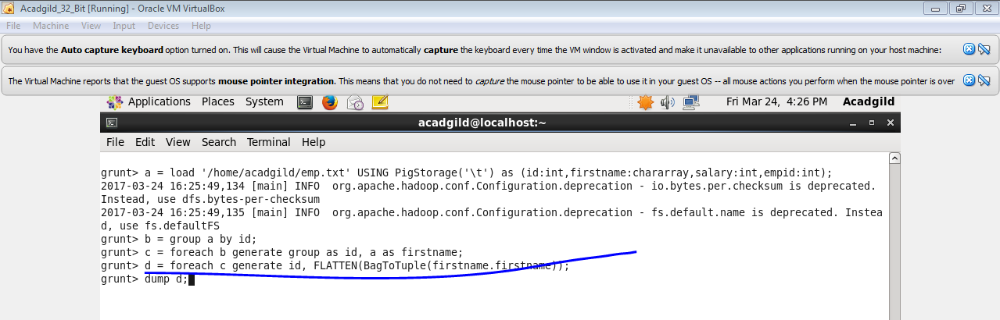 Acadgild_32_Bit [Running] - Oracle VM VirtualBox
File Machine View Input Devices Help
You have the Auto capture keyboard option turned on. This will cause the Virtual Machine to automatically capture the keyboard every time the VM window is activated and make it unavailable to other applications running on your host machine:
The Virtual Machine reports that the guest OS supports mouse pointer integration. This means that you do not need to capture the mouse pointer to be able to use it in your guest OS -- all mouse actions you perform when the mouse pointer is over
Applications Places System Fri Mar 24, 4:26 PM Acadgild
acadgild@localhost:~
File Edit View Search Terminal Help
grunt> a = load '/home/acadgild/emp.txt' USING PigStorage('\t') as (id:int,firstname:chararray,salary:int,empid:int);
2017-03-24 16:25:49,134 [main] INFO  org.apache.hadoop.conf.Configuration.deprecation - io.bytes.per.checksum is deprecated.
Instead, use dfs.bytes-per-checksum
2017-03-24 16:25:49,135 [main] INFO  org.apache.hadoop.conf.Configuration.deprecation - fs.default.name is deprecated. Instea
d, use fs.defaultFS
grunt> b = group a by id;
grunt> c = foreach b generate group as id, a as firstname;
grunt> d = foreach c generate id, FLATTEN(BagToTuple(firstname.firstname));
grunt> dump d;